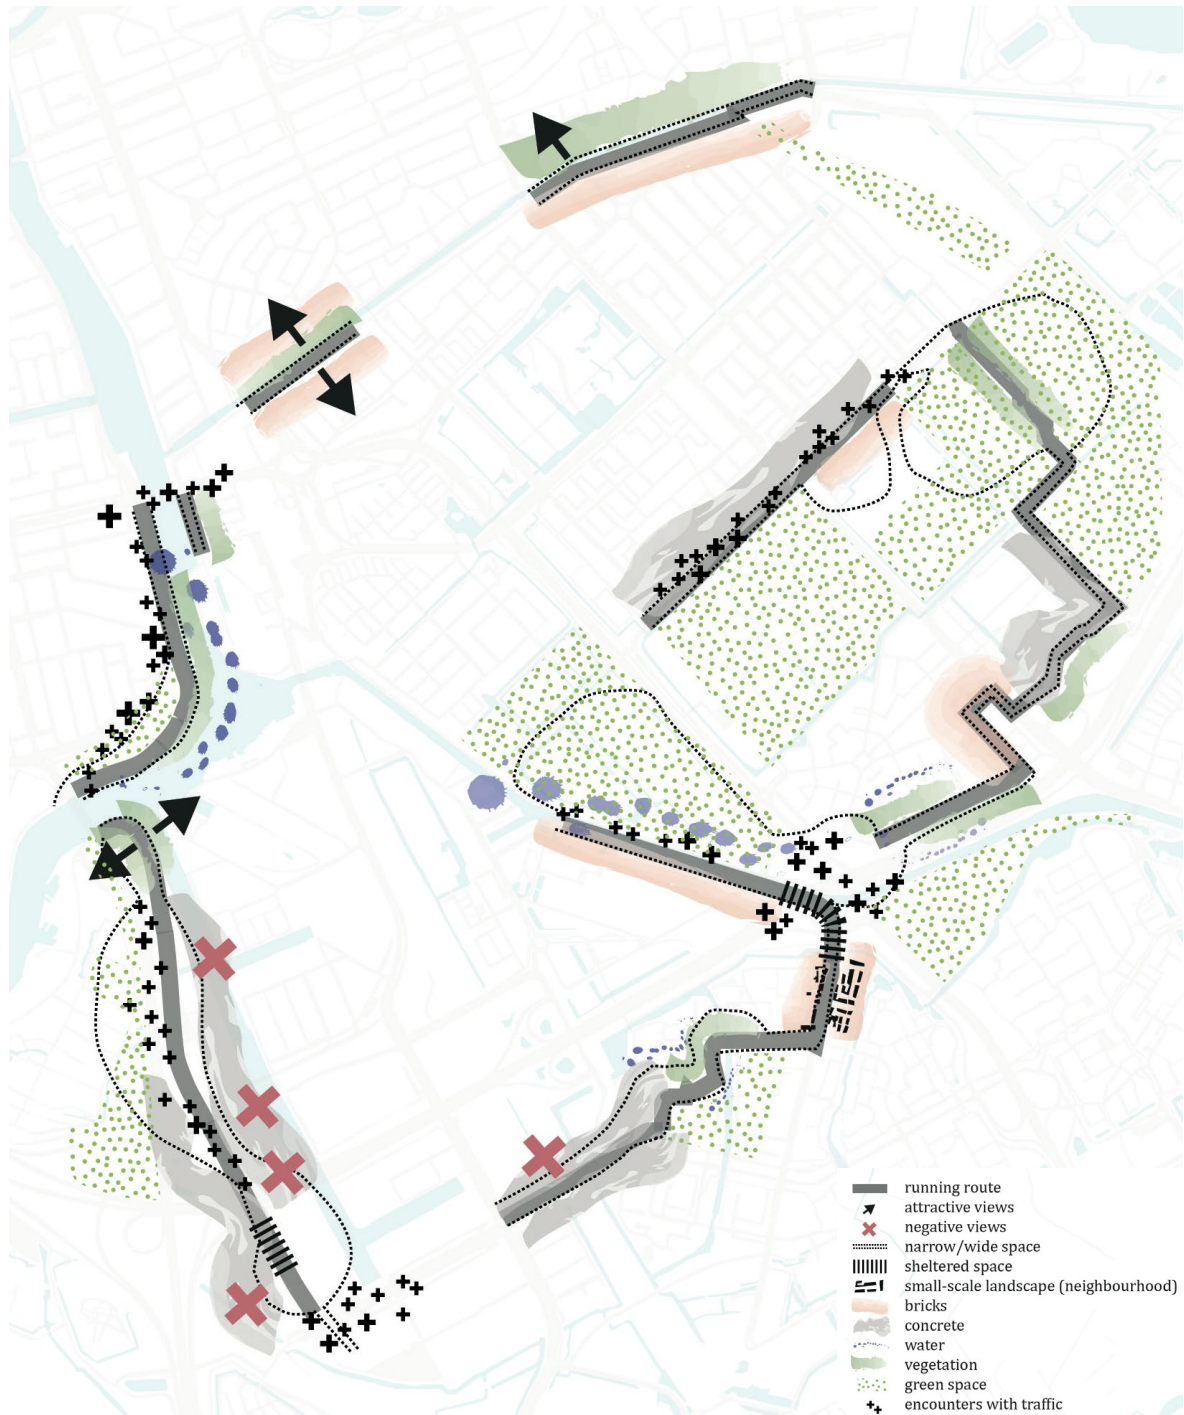 running route
attractive views
negative views
narrow/wide space
sheltered space
small-scale landscape (neighbourhood)
bricks
concrete
water
vegetation
green space
encounters with traffic